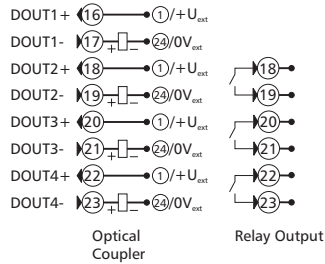 DOUT1+ 16 1/+Uext
DOUT1- 17 + − 24/0Vext
DOUT2+ 18 1/+Uext 18
DOUT2- 19 + − 24/0Vext 19
DOUT3+ 20 1/+Uext 20
DOUT3- 21 + − 24/0Vext 21
DOUT4+ 22 1/+Uext 22
DOUT4- 23 + − 24/0Vext 23
Optical Relay Output
Coupler